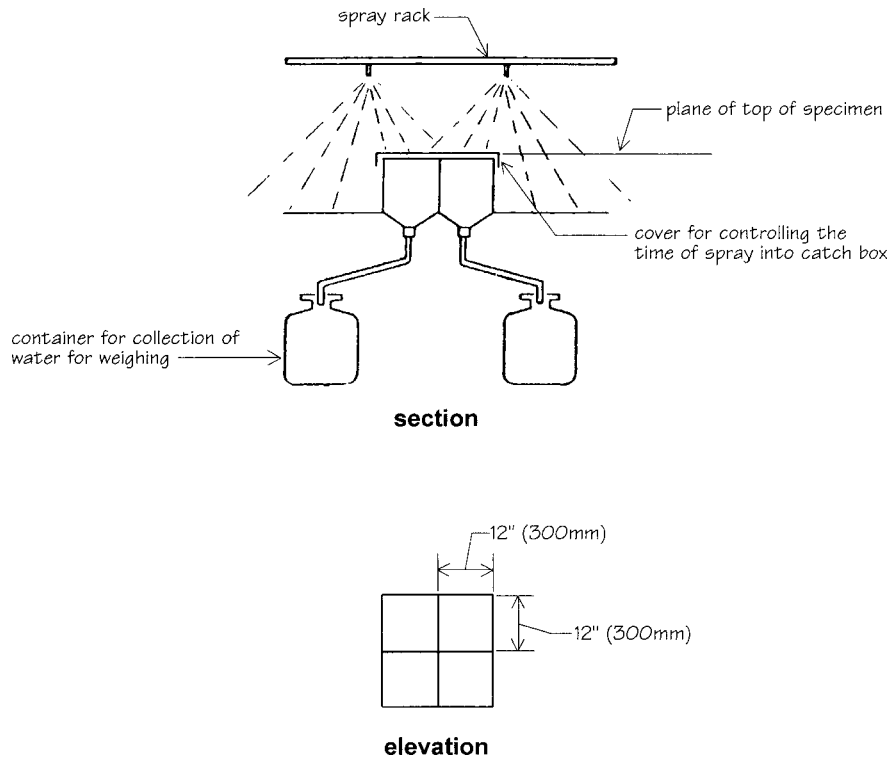 spray rack
plane of top of specimen
cover for controlling the
time of spray into catch box
container for collection of
water for weighing
section
12" (300mm)
12" (300mm)
elevation